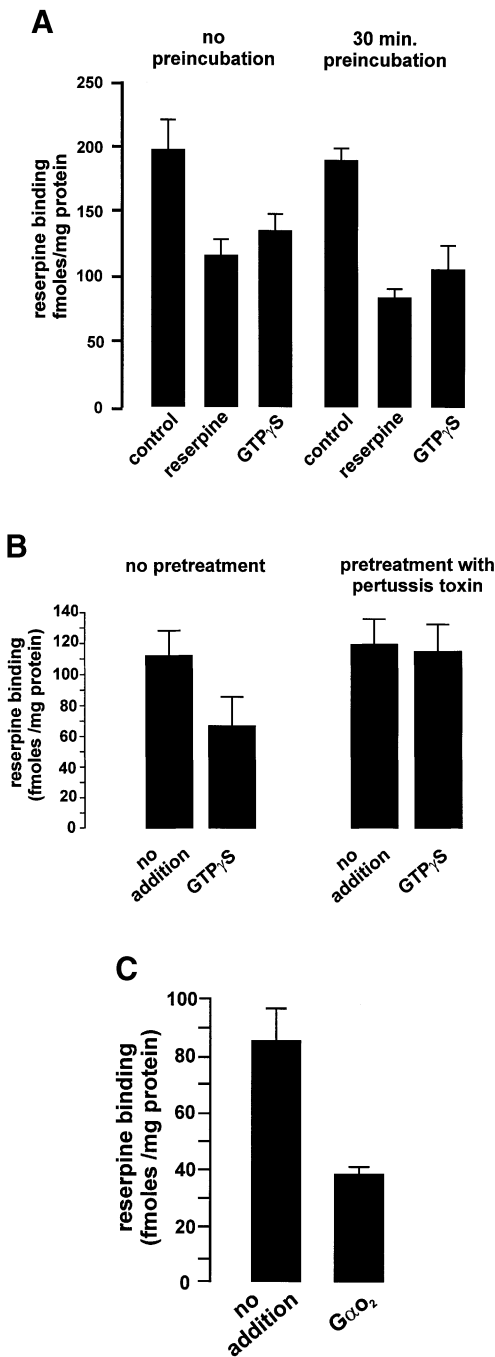 A
no 30 min.
preincubation preincubation
reserpine binding
fmoles/mg protein
250
200
150
100
50
0
control reserpine GTPγS control reserpine GTPγS
B
no pretreatment pretreatment with
pertussis toxin
reserpine binding
(fmoles /mg protein)
140
120
100
80
60
40
20
0
no
addition
GTPγS
no
addition
GTPγS
C
reserpine binding
(fmoles /mg protein)
100
80
60
40
20
0
no
addition
Gαo₂